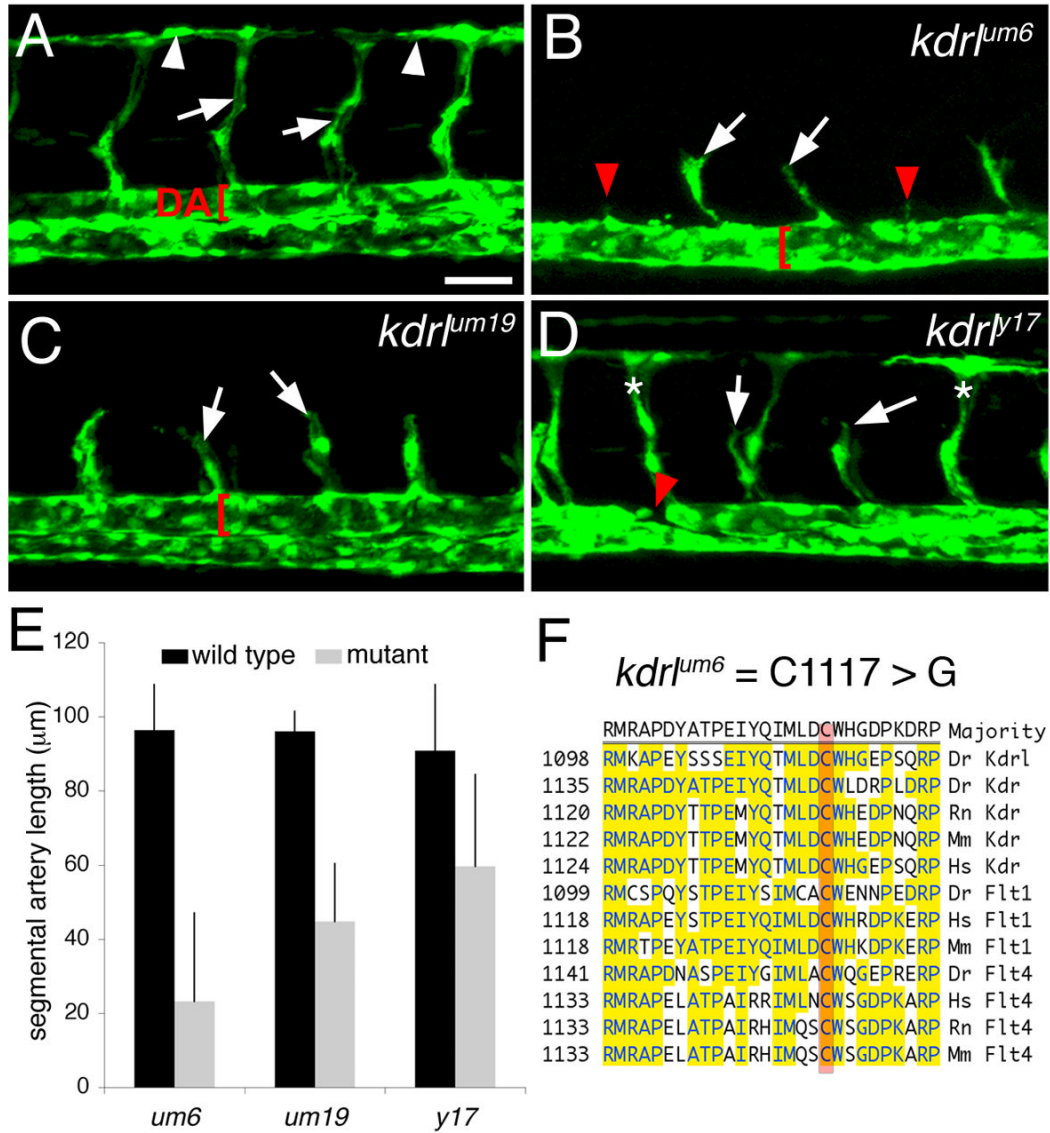 A
DA
B
kdrl^um6
C
kdrl^um19
D
kdrl^y17
*
*
E
wild type
mutant
segmental artery length (μm)
120
100
80
60
40
20
0
um6
um19
y17
F
kdrl^um6 = C1117 > G
RMRAPDYATPEIYQIMLDCWHGDPKDRP Majority
1098 RMKAPEYSSSEIYQTMLDCWHGEPSQRP Dr Kdrl
1135 RMRAPDYATPEIYQTMLDCWLDRPLDRP Dr Kdr
1120 RMRAPDYTTPEMYQTMLDCWHEDPNQRP Rn Kdr
1122 RMRAPDYTTPEMYQTMLDCWHEDPNQRP Mm Kdr
1124 RMRAPDYTTPEMYQTMLDCWHGEPSQRP Hs Kdr
1099 RMCSPQYSTPEIYSIMCACWENNPEDRP Dr Flt1
1118 RMRAPEYSTPEIYQIMLDCWHRDPKERP Hs Flt1
1118 RMRTPEYATPEIYQIMLDCWHKDPKERP Mm Flt1
1141 RMRAPDNASPEIYGIMLACWQGEPRERP Dr Flt4
1133 RMRAPELATPAIRRIMLNCWSGDPKARP Hs Flt4
1133 RMRAPELATPAIRHIMQSCWSGDPKARP Rn Flt4
1133 RMRAPELATPAIRHIMQSCWSGDPKARP Mm Flt4